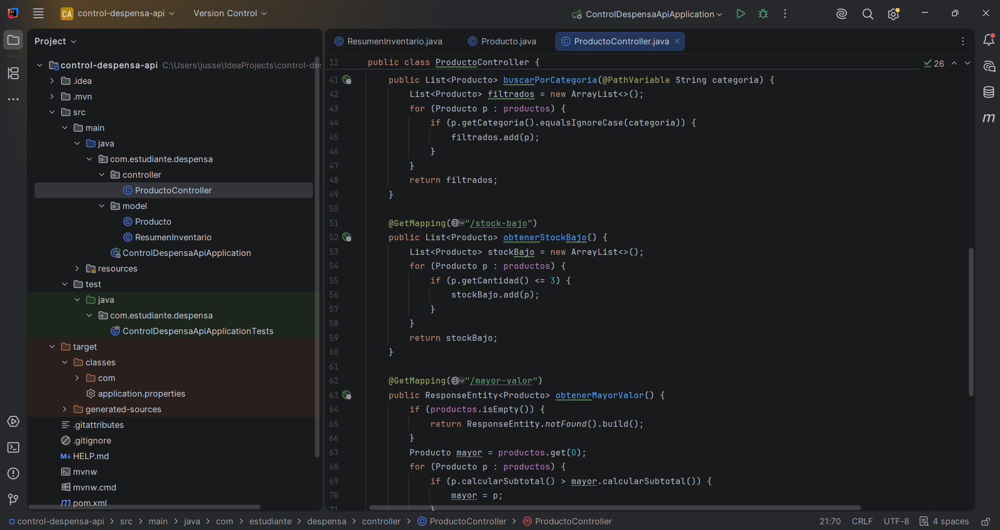 CA control-despensa-api Version Control ControlDespensaApiApplication
Project
control-despensa-api C:\Users\jusse\IdeaProjects\control-des
.idea
.mvn
src
main
java
com.estudiante.despensa
controller
ProductoController
model
Producto
ResumenInventario
ControlDespensaApiApplication
resources
test
java
com.estudiante.despensa
ControlDespensaApiApplicationTests
target
classes
com
application.properties
generated-sources
.gitattributes
.gitignore
M↓ HELP.md
mvnw
mvnw.cmd
m pom.xml
ResumenInventario.java Producto.java ProductoController.java
12 public class ProductoController { 26
41 public List<Producto> buscarPorCategoria(@PathVariable String categoria) {
42 List<Producto> filtrados = new ArrayList<>();
43 for (Producto p : productos) {
44 if (p.getCategoria().equalsIgnoreCase(categoria)) {
45 filtrados.add(p);
46 }
47 }
48 return filtrados;
49 }
50
51 @GetMapping("/stock-bajo")
52 public List<Producto> obtenerStockBajo() {
53 List<Producto> stockBajo = new ArrayList<>();
54 for (Producto p : productos) {
55 if (p.getCantidad() <= 3) {
56 stockBajo.add(p);
57 }
58 }
59 return stockBajo;
60 }
61
62 @GetMapping("/mayor-valor")
63 public ResponseEntity<Producto> obtenerMayorValor() {
64 if (productos.isEmpty()) {
65 return ResponseEntity.notFound().build();
66 }
67 Producto mayor = productos.get(0);
68 for (Producto p : productos) {
69 if (p.calcularSubtotal() > mayor.calcularSubtotal()) {
70 mayor = p;
71 }
m
control-despensa-api > src > main > java > com > estudiante > despensa > controller > ProductoController > ProductoController 21:70 CRLF UTF-8 4 spaces